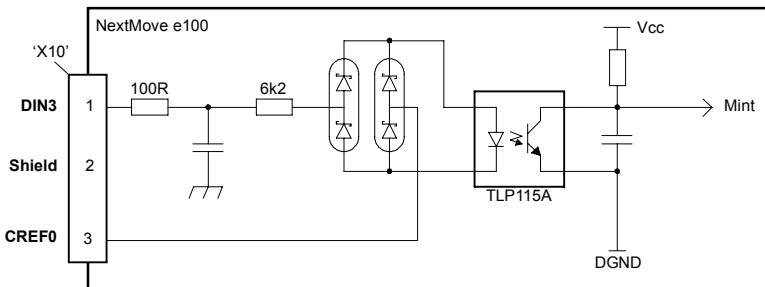 NextMove e100
'X10'
Vcc
100R
6k2
DIN3
1
Mint
Shield
2
TLP115A
CREF0
3
DGND